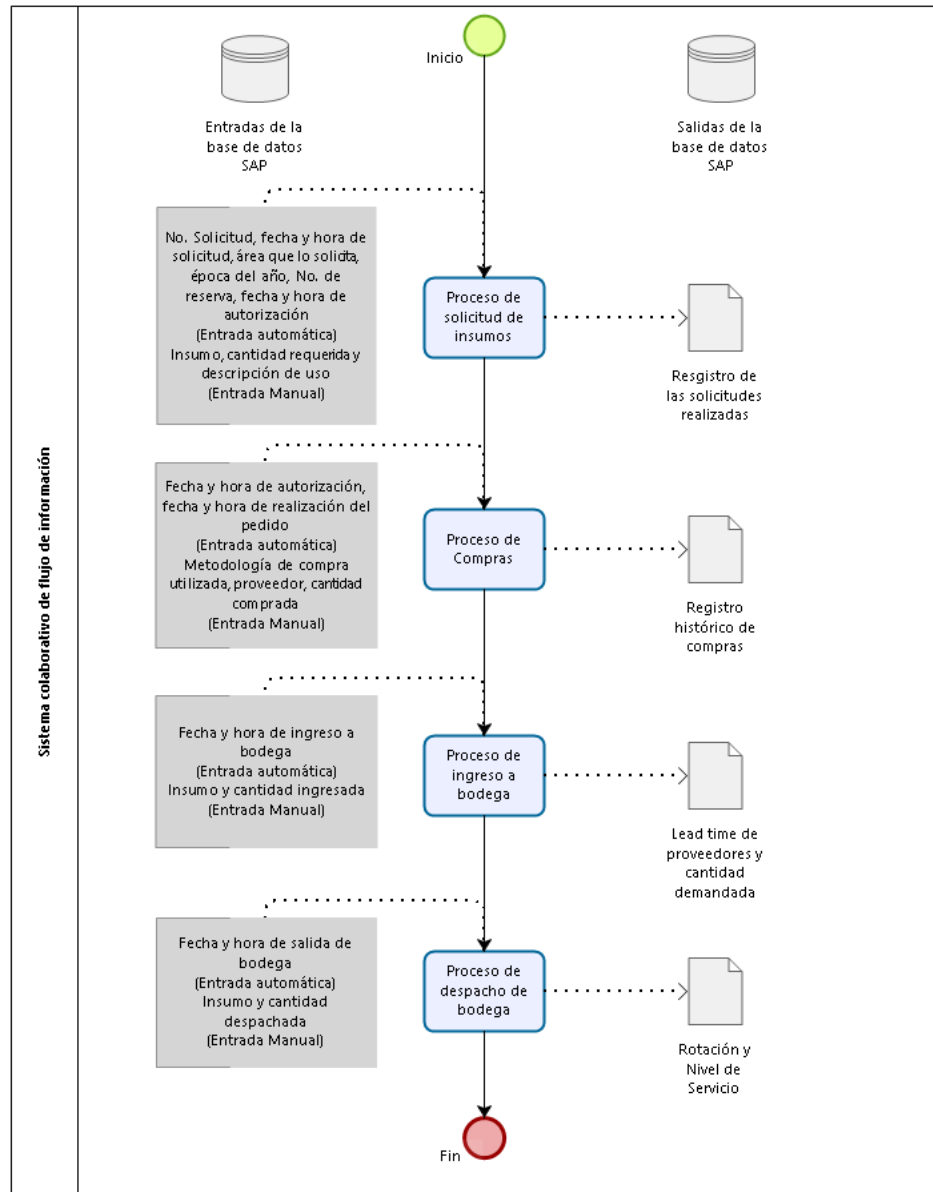 Sistema colaborativo de flujo de información
Inicio
Entradas de la
base de datos
SAP
Salidas de la
base de datos
SAP
No. Solicitud, fecha y hora de
solicitud, área que lo solicita,
época del año, No. de
reserva, fecha y hora de
autorización
(Entrada automática)
Insumo, cantidad requerida y
descripción de uso
(Entrada Manual)
Proceso de
solicitud de
insumos
Resgistro de
las solicitudes
realizadas
Fecha y hora de autorización,
fecha y hora de realización del
pedido
(Entrada automática)
Metodología de compra
utilizada, proveedor, cantidad
comprada
(Entrada Manual)
Proceso de
Compras
Registro
histórico de
compras
Fecha y hora de ingreso a
bodega
(Entrada automática)
Insumo y cantidad ingresada
(Entrada Manual)
Proceso de
ingreso a
bodega
Lead time de
proveedores y
cantidad
demandada
Fecha y hora de salida de
bodega
(Entrada automática)
Insumo y cantidad
despachada
(Entrada Manual)
Proceso de
despacho de
bodega
Rotación y
Nivel de
Servicio
Fin